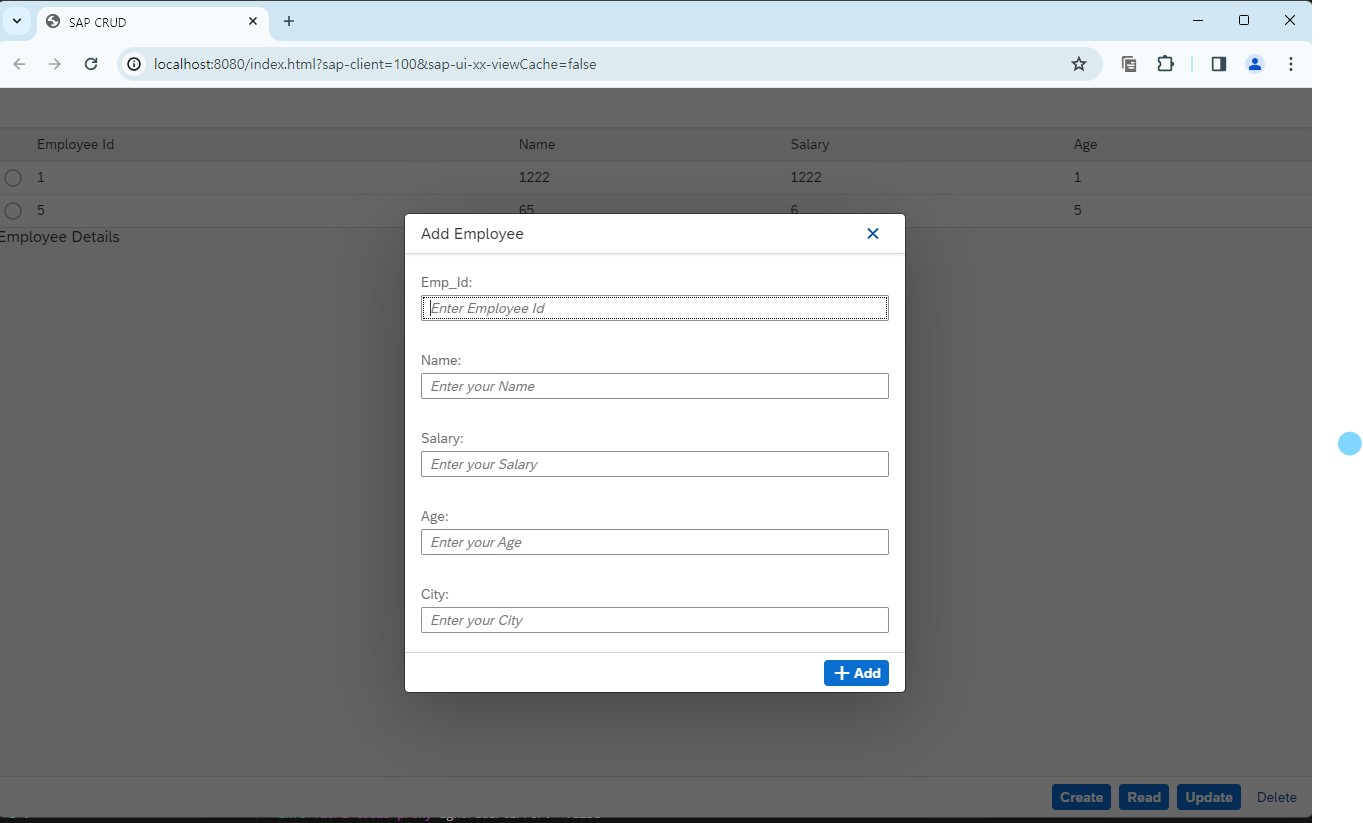 SAP CRUD
localhost:8080/index.html?sap-client=100&sap-ui-xx-viewCache=false
Employee Id Name Salary Age
1 1222 1222 1
5 65 6 5
Employee Details
Add Employee
Emp_Id:
Enter Employee Id
Name:
Enter your Name
Salary:
Enter your Salary
Age:
Enter your Age
City:
Enter your City
Add
Create Read Update Delete